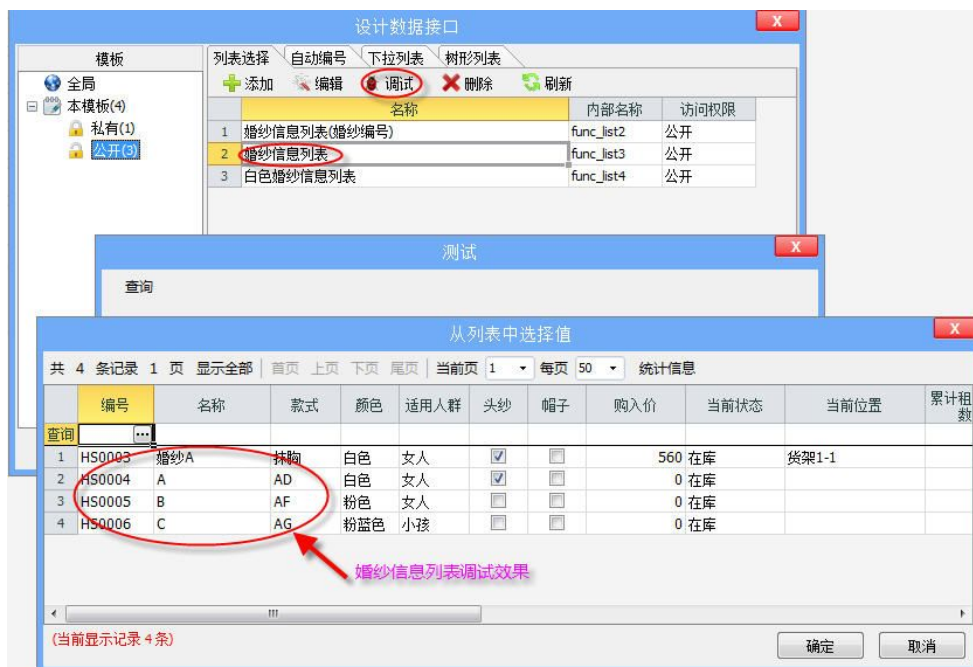 设计数据接口
X
模板
全局
本模板(4)
私有(1)
公开(3)
列表选择 自动编号 下拉列表 树形列表
添加 编辑 调试 删除 刷新
名称 内部名称 访问权限
1 婚纱信息列表(婚纱编号) func_list2 公开
2 婚纱信息列表 func_list3 公开
3 白色婚纱信息列表 func_list4 公开
测试
X
查询
从列表中选择值
X
共 4 条记录 1 页 显示全部 首页 上页 下页 尾页 当前页 1 每页 50 统计信息
编号 名称 款式 颜色 适用人群 头纱 帽子 购入价 当前状态 当前位置 累计租
数
查询 ...
1 HS0003 婚纱A 抹胸 白色 女人 560 在库 货架1-1
2 HS0004 A AD 白色 女人 0 在库
3 HS0005 B AF 粉色 女人 0 在库
4 HS0006 C AG 粉蓝色 小孩 0 在库
婚纱信息列表调试效果
(当前显示记录 4 条)
确定 取消